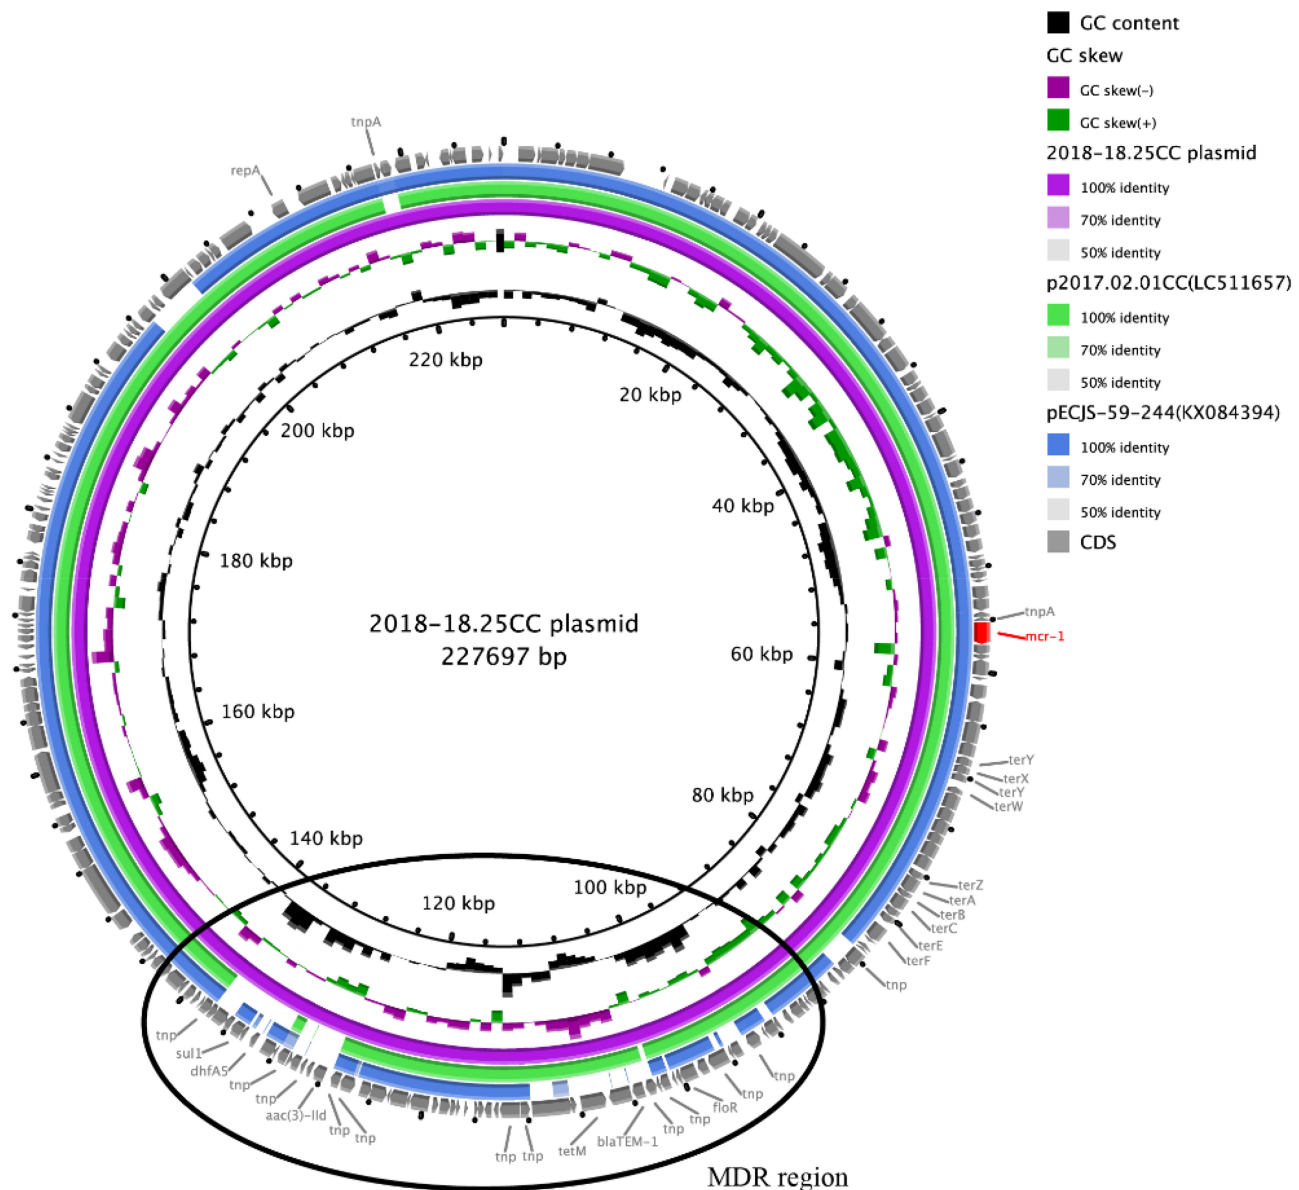 GC content
GC skew
GC skew(-)
GC skew(+)
2018-18.25CC plasmid
100% identity
70% identity
50% identity
p2017.02.01CC(LC511657)
100% identity
70% identity
50% identity
pECJS-59-244(KX084394)
100% identity
70% identity
50% identity
CDS
tnpA
repA
220 kbp
20 kbp
200 kbp
40 kbp
180 kbp
60 kbp
160 kbp
80 kbp
140 kbp
100 kbp
120 kbp
2018-18.25CC plasmid
227697 bp
tnpA
mcr-1
terY
terX
terY
terW
terZ
terA
terB
terC
terE
terF
tnp
tnp
tnp
floR
tnp
tnp
blaTEM-1
tetM
tnp
tnp
tnp
tnp
aac(3)-IId
tnp
tnp
dhfA5
sul1
tnp
MDR region